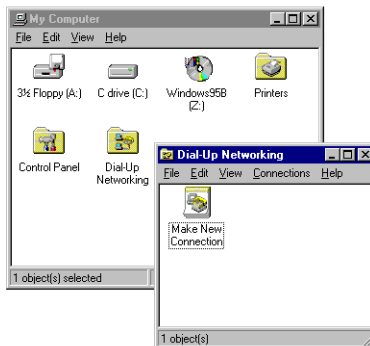 My Computer
File Edit View Help
3½ Floppy (A:) C drive (C:) Windows95B (Z:) Printers
Control Panel Dial-Up Networking
1 object(s) selected
Dial-Up Networking
File Edit View Connections Help
Make New
Connection
1 object(s)